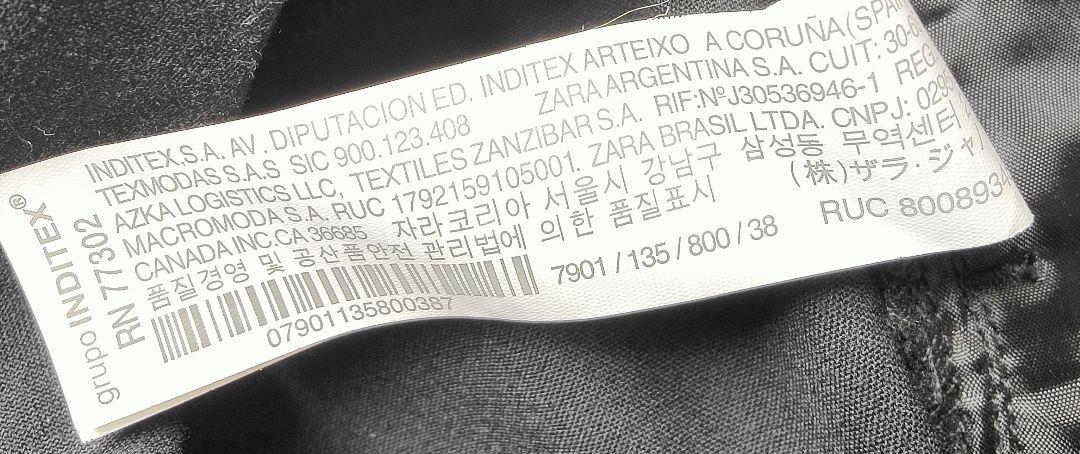 grupo INDITEX®
RN 77302
INDITEX.S.A. AV. DIPUTACION ED. INDITEX ARTEIXO A CORUÑA (SPA
TEXMODAS S.A.S SIC 900.123.408 ZARA ARGENTINA S.A. CUIT: 30-
AZKA LOGISTICS LLC, TEXTILES ZANZIBAR S.A. RIF:Nº J30536946-1 REG
MACROMODA S.A. RUC 1792159105001. ZARA BRASIL LTDA. CNPJ: 029
CANADA INC. CA 36685 자라코리아 서울시 강남구 삼성동 무역센터
품질경영 및 공산품안전 관리법에 의한 품질표시 (株)ザラ・ジャ
07901135800387 7901 / 135 / 800 / 38 RUC 800893